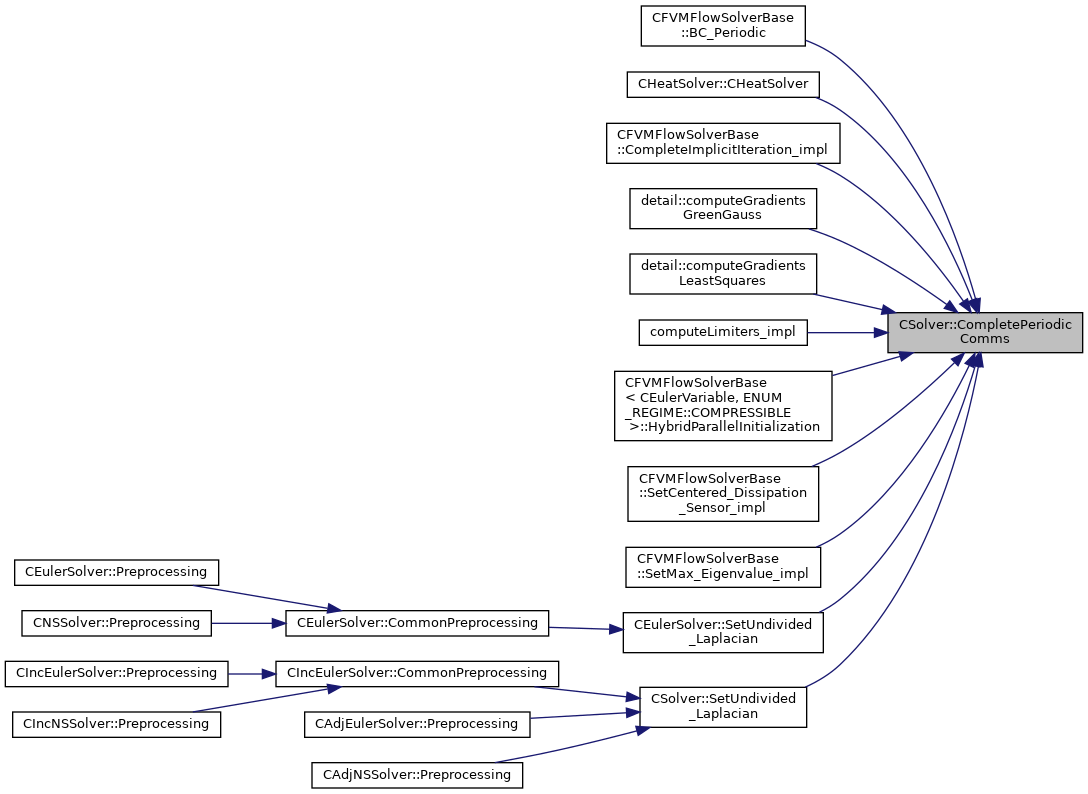 CFVMFlowSolverBase
::BC_Periodic
CHeatSolver::CHeatSolver
CFVMFlowSolverBase
::CompleteImplicitIteration_impl
detail::computeGradients
GreenGauss
detail::computeGradients
LeastSquares
CSolver::CompletePeriodic
Comms
computeLimiters_impl
CFVMFlowSolverBase
< CEulerVariable, ENUM
_REGIME::COMPRESSIBLE
>::HybridParallelInitialization
CFVMFlowSolverBase
::SetCentered_Dissipation
_Sensor_impl
CFVMFlowSolverBase
::SetMax_Eigenvalue_impl
CEulerSolver::Preprocessing
CNSSolver::Preprocessing
CEulerSolver::CommonPreprocessing
CEulerSolver::SetUndivided
_Laplacian
CIncEulerSolver::Preprocessing
CIncEulerSolver::CommonPreprocessing
CSolver::SetUndivided
_Laplacian
CIncNSSolver::Preprocessing
CAdjEulerSolver::Preprocessing
CAdjNSSolver::Preprocessing